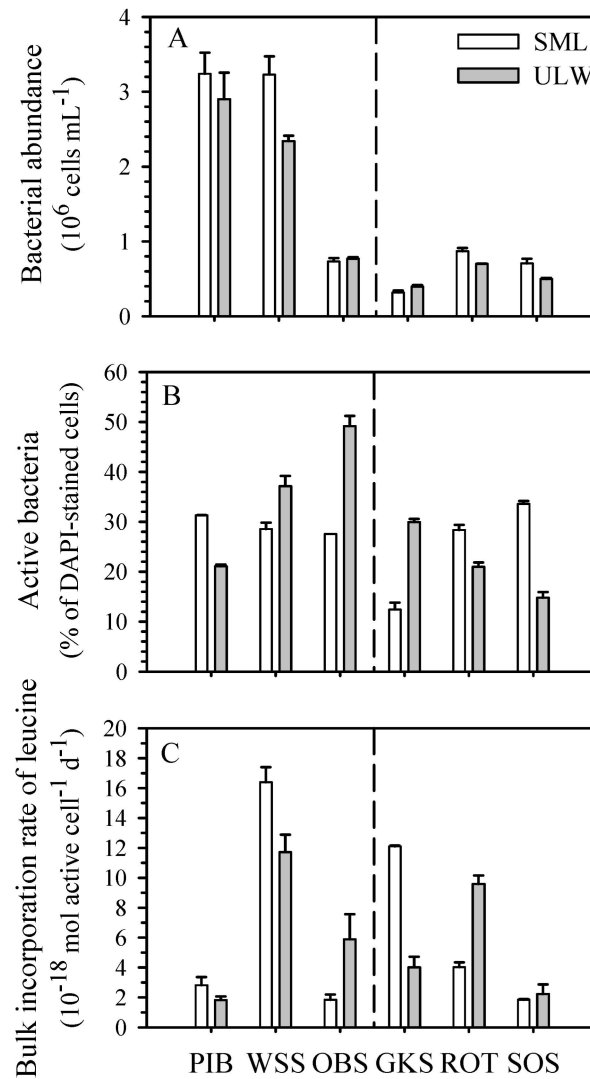 Bacterial abundance
(10⁶ cells mL⁻¹)
4
3
2
1
0
A
SML
ULW
Active bacteria
(% of DAPI-stained cells)
60
50
40
30
20
10
0
B
Bulk incorporation rate of leucine
(10⁻¹⁸ mol active cell⁻¹ d⁻¹)
20
18
16
14
12
10
8
6
4
2
0
C
PIB WSS OBS GKS ROT SOS